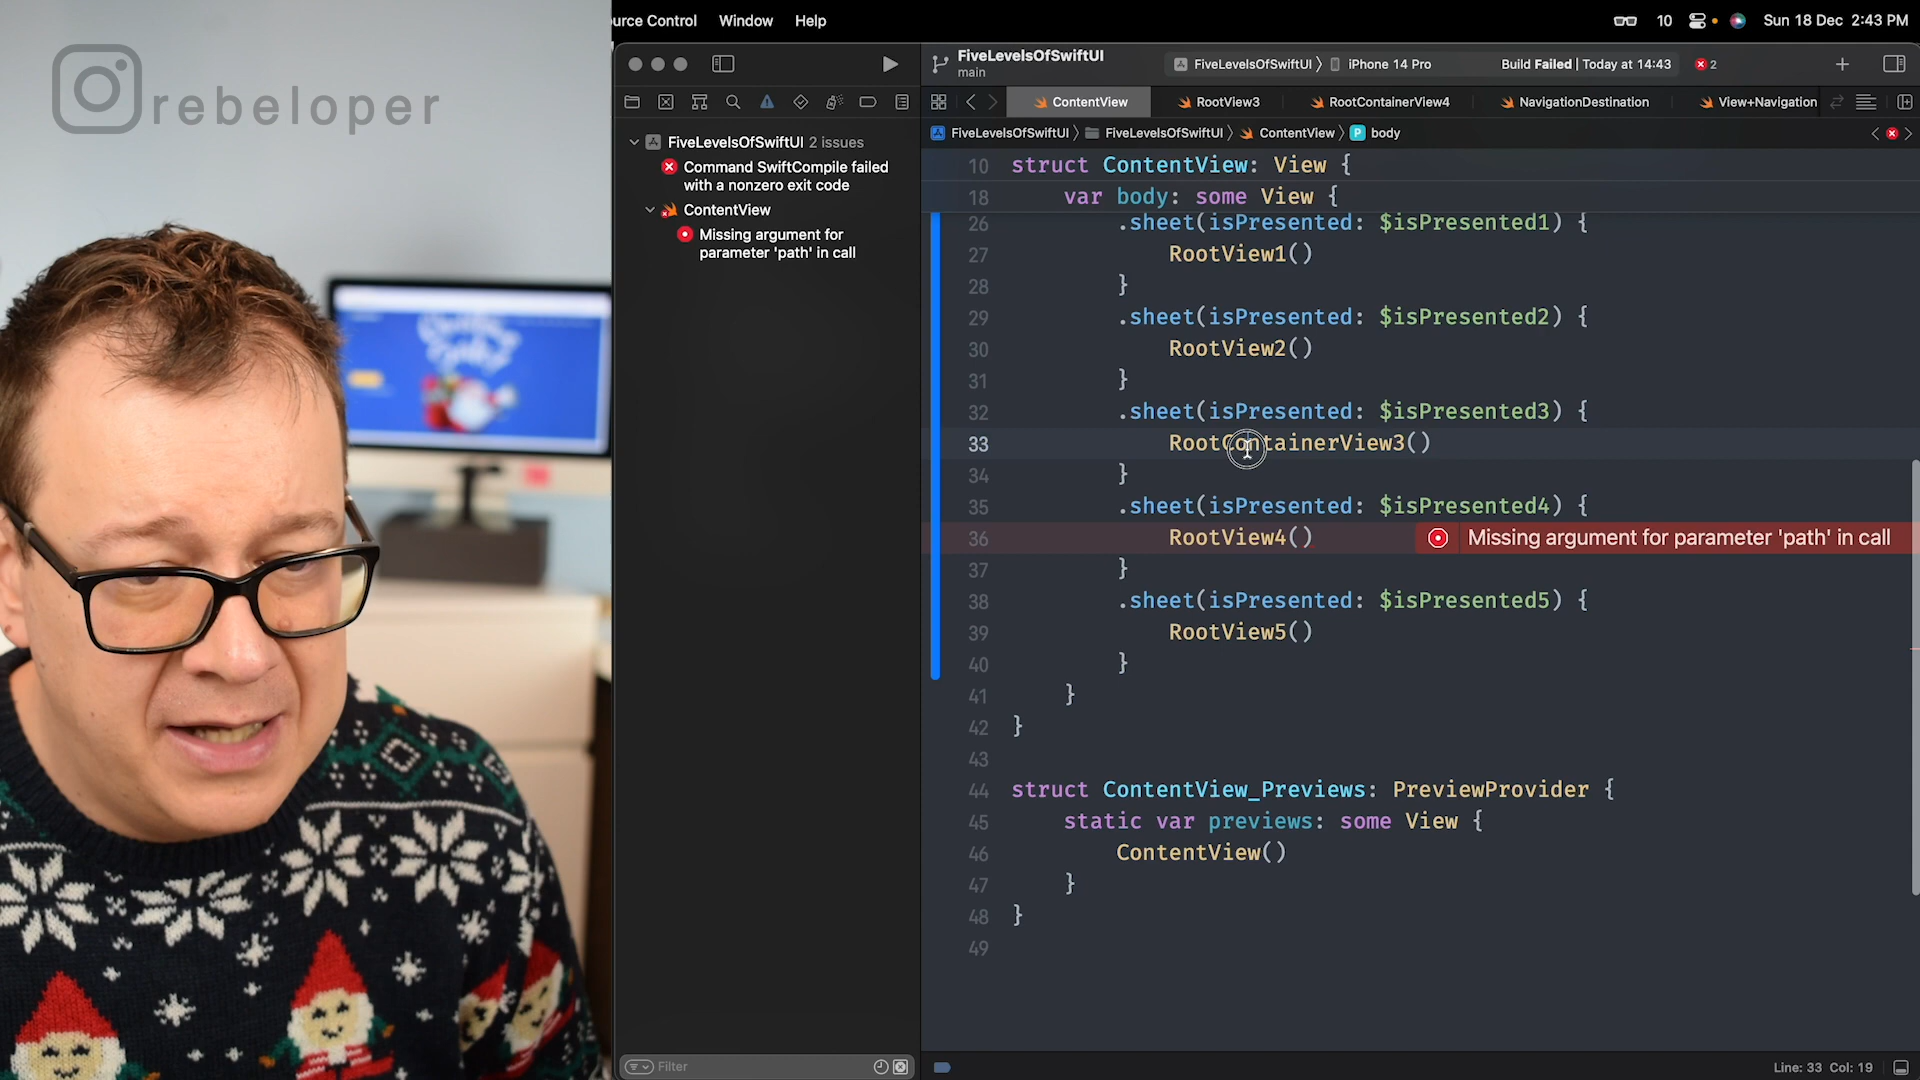 rebeloper
urce Control Window Help
10 Sun 18 Dec 2:43 PM
FiveLevelsOfSwiftUI
main
FiveLevelsOfSwiftUI iPhone 14 Pro Build Failed | Today at 14:43 2
ContentView RootView3 RootContainerView4 NavigationDestination View+Navigation
FiveLevelsOfSwiftUI FiveLevelsOfSwiftUI ContentView P body
FiveLevelsOfSwiftUI 2 issues
Command SwiftCompile failed
with a nonzero exit code
ContentView
Missing argument for
parameter 'path' in call
Filter
10 struct ContentView: View {
18 var body: some View {
26 .sheet(isPresented: $isPresented1) {
27 RootView1()
28 }
29 .sheet(isPresented: $isPresented2) {
30 RootView2()
31 }
32 .sheet(isPresented: $isPresented3) {
33 RootContainerView3()
34 }
35 .sheet(isPresented: $isPresented4) {
36 RootView4() Missing argument for parameter 'path' in call
37 }
38 .sheet(isPresented: $isPresented5) {
39 RootView5()
40 }
41 }
42 }
43
44 struct ContentView_Previews: PreviewProvider {
45 static var previews: some View {
46 ContentView()
47 }
48 }
49
Line: 33 Col: 19